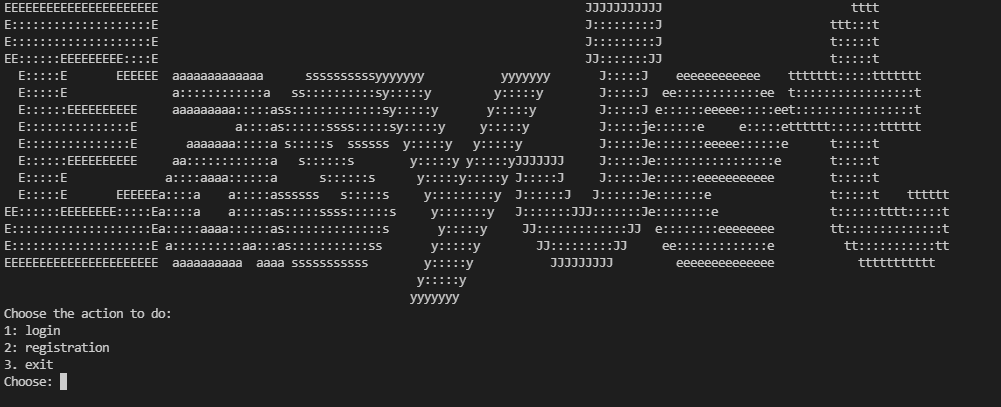 EasyJet
Choose the action to do:
1: login
2: registration
3. exit
Choose: